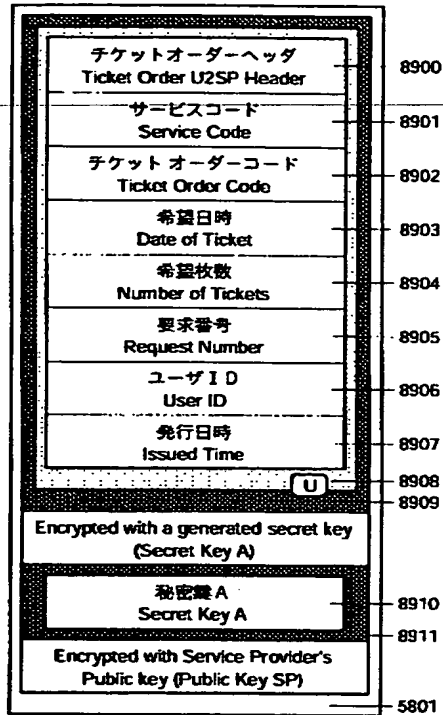 チケットオーダーヘッダ
Ticket Order U2SP Header
8900
サービスコード
Service Code
8901
チケット オーダーコード
Ticket Order Code
8902
希望日時
Date of Ticket
8903
希望枚数
Number of Tickets
8904
要求番号
Request Number
8905
ユーザID
User ID
8906
発行日時
Issued Time
8907
U
8908
8909
Encrypted with a generated secret key
(Secret Key A)
秘密鍵A
Secret Key A
8910
8911
Encrypted with Service Provider's
Public key (Public Key SP)
5801